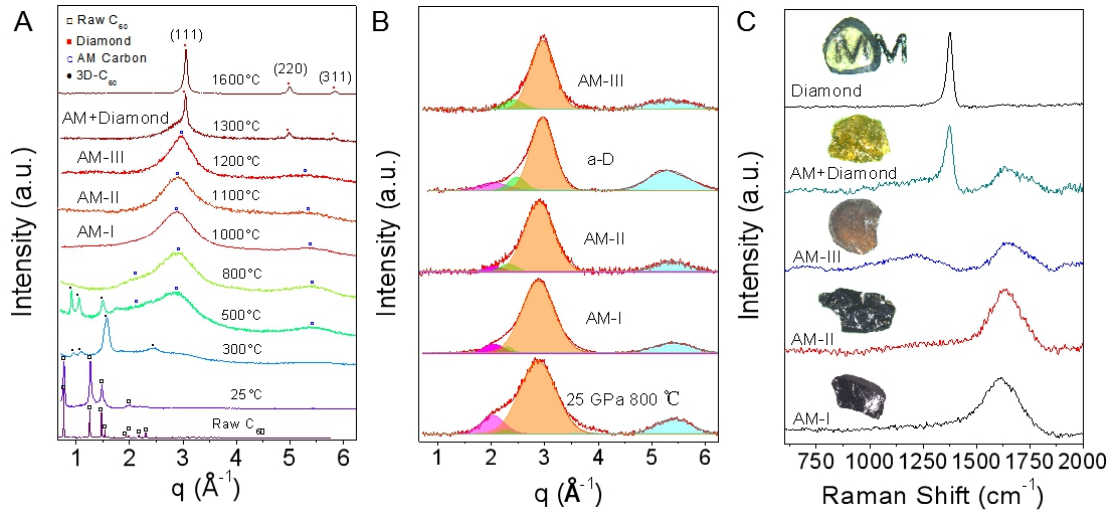 A
Raw C60
Diamond
AM Carbon
3D-C60
(111)
(220)
(311)
1600°C
AM+Diamond
1300°C
AM-III
1200°C
AM-II
1100°C
AM-I
1000°C
800°C
500°C
300°C
25°C
Raw C60
1 2 3 4 5 6
q (Å-1)
Intensity (a.u.)
B
AM-III
a-D
AM-II
AM-I
25 GPa 800 ℃
1 2 3 4 5 6
q (Å-1)
Intensity (a.u.)
C
MM
Diamond
AM+Diamond
AM-III
AM-II
AM-I
750 1000 1250 1500 1750 2000
Raman Shift (cm-1)
Intensity (a.u.)